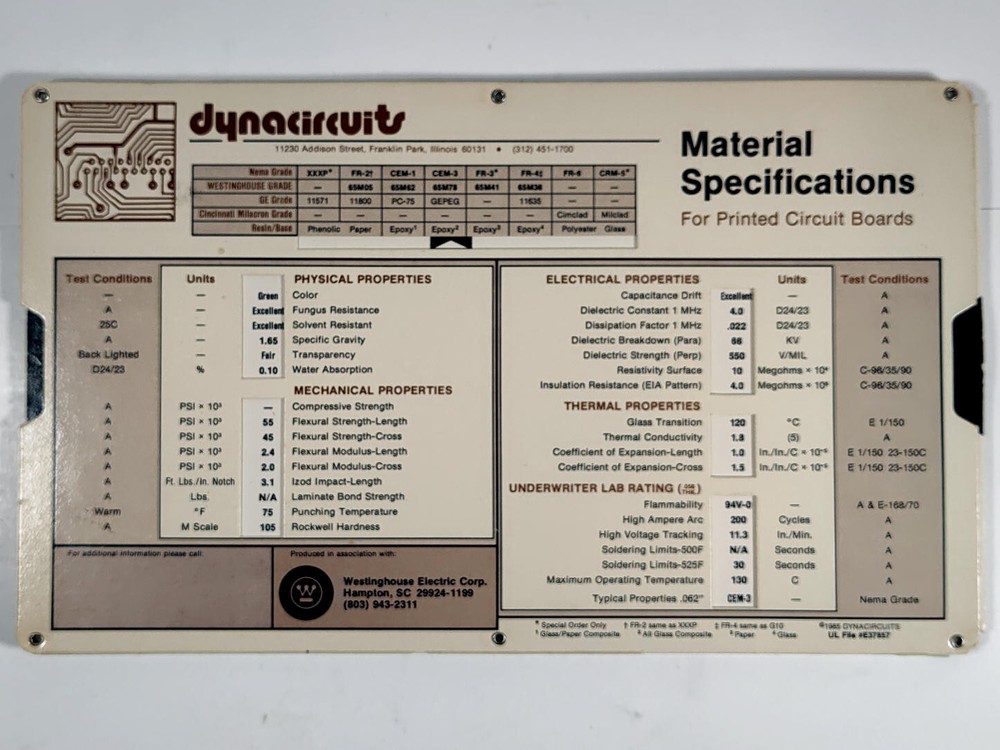 dynacircuits
11230 Addison Street, Franklin Park, Illinois 60131 • (312) 451-1700
Material
Specifications
For Printed Circuit Boards
Nema Grade XXXP* FR-2† CEM-1 CEM-3 FR-3* FR-4‡ FR-6 CRM-5*
WESTINGHOUSE GRADE — 65M05 65M62 65M78 65M41 65M38 — —
GE Grade 11571 11800 PC-75 GEPEG — 11635 — —
Cincinnati Milacron Grade — — — — — — Cimclad Milclad
Resin/Base Phenolic Paper Epoxy¹ Epoxy² Epoxy³ Epoxy⁴ Polyester Glass
Test Conditions Units PHYSICAL PROPERTIES
— — Green Color
A — Excellent Fungus Resistance
25C — Excellent Solvent Resistant
A — 1.65 Specific Gravity
Back Lighted — Fair Transparency
D24/23 % 0.10 Water Absorption
MECHANICAL PROPERTIES
A PSI × 10³ — Compressive Strength
A PSI × 10³ 55 Flexural Strength-Length
A PSI × 10³ 45 Flexural Strength-Cross
A PSI × 10³ 2.4 Flexural Modulus-Length
A PSI × 10³ 2.0 Flexural Modulus-Cross
A Ft. Lbs./in. Notch 3.1 Izod Impact-Length
A Lbs. N/A Laminate Bond Strength
Warm °F 75 Punching Temperature
A M Scale 105 Rockwell Hardness
For additional information please call:
Produced in association with:
Westinghouse Electric Corp.
Hampton, SC 29924-1199
(803) 943-2311
ELECTRICAL PROPERTIES Units Test Conditions
Capacitance Drift Excellent — A
Dielectric Constant 1 MHz 4.0 D24/23 A
Dissipation Factor 1 MHz .022 D24/23 A
Dielectric Breakdown (Para) 66 KV A
Dielectric Strength (Perp) 550 V/MIL A
Resistivity Surface 10 Megohms × 10⁶ C-96/35/90
Insulation Resistance (EIA Pattern) 4.0 Megohms × 10⁶ C-96/35/90
THERMAL PROPERTIES
Glass Transition 120 °C E 1/150
Thermal Conductivity 1.8 (5) A
Coefficient of Expansion-Length 1.0 In./In./C × 10⁻⁵ E 1/150 23-150C
Coefficient of Expansion-Cross 1.5 In./In./C × 10⁻⁵ E 1/150 23-150C
UNDERWRITER LAB RATING
Flammability 94V-0 — A & E-168/70
High Ampere Arc 200 Cycles A
High Voltage Tracking 11.3 In./Min. A
Soldering Limits-500F N/A Seconds A
Soldering Limits-525F 30 Seconds A
Maximum Operating Temperature 130 C A
Typical Properties .062" CEM-3 — Nema Grade
* Special Order Only † FR-2 same as XXXP ‡ FR-4 same as G10 ©1985 DYNACIRCUITS
¹ Glass/Paper Composite ² All Glass Composite ³ Paper ⁴ Glass UL File #E37857